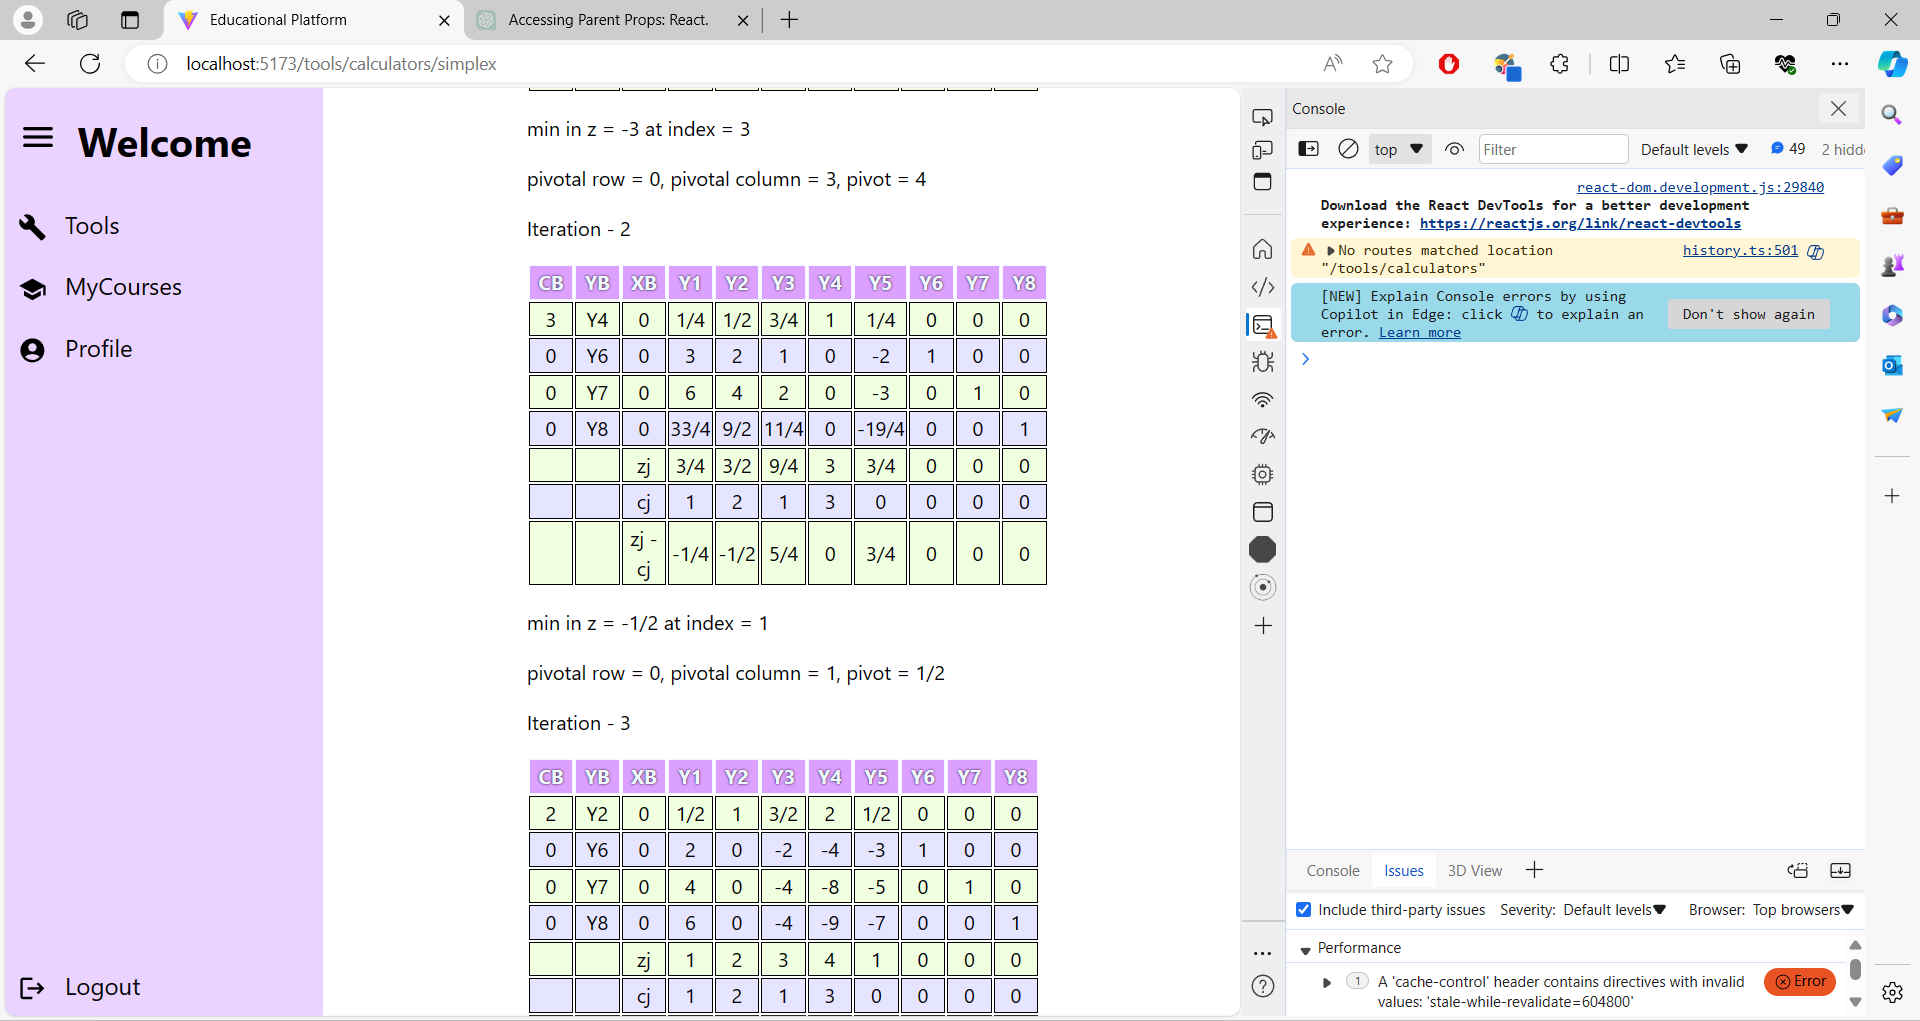 Educational Platform
Accessing Parent Props: React.
localhost:5173/tools/calculators/simplex
Welcome
Tools
MyCourses
Profile
Logout
min in z = -3 at index = 3
pivotal row = 0, pivotal column = 3, pivot = 4
Iteration - 2
CB YB XB Y1 Y2 Y3 Y4 Y5 Y6 Y7 Y8
3 Y4 0 1/4 1/2 3/4 1 1/4 0 0 0
0 Y6 0 3 2 1 0 -2 1 0 0
0 Y7 0 6 4 2 0 -3 0 1 0
0 Y8 0 33/4 9/2 11/4 0 -19/4 0 0 1
zj 3/4 3/2 9/4 3 3/4 0 0 0
cj 1 2 1 3 0 0 0 0
zj - cj -1/4 -1/2 5/4 0 3/4 0 0 0
min in z = -1/2 at index = 1
pivotal row = 0, pivotal column = 1, pivot = 1/2
Iteration - 3
CB YB XB Y1 Y2 Y3 Y4 Y5 Y6 Y7 Y8
2 Y2 0 1/2 1 3/2 2 1/2 0 0 0
0 Y6 0 2 0 -2 -4 -3 1 0 0
0 Y7 0 4 0 -4 -8 -5 0 1 0
0 Y8 0 6 0 -4 -9 -7 0 0 1
zj 1 2 3 4 1 0 0 0
cj 1 2 1 3 0 0 0 0
Console
top Filter Default levels 49 2 hidd
react-dom.development.js:29840
Download the React DevTools for a better development
experience: https://reactjs.org/link/react-devtools
No routes matched location history.ts:501
"/tools/calculators"
[NEW] Explain Console errors by using
Copilot in Edge: click to explain an
error. Learn more
Don't show again
Console Issues 3D View
Include third-party issues Severity: Default levels Browser: Top browsers
Performance
1 A 'cache-control' header contains directives with invalid
values: 'stale-while-revalidate=604800'
Error